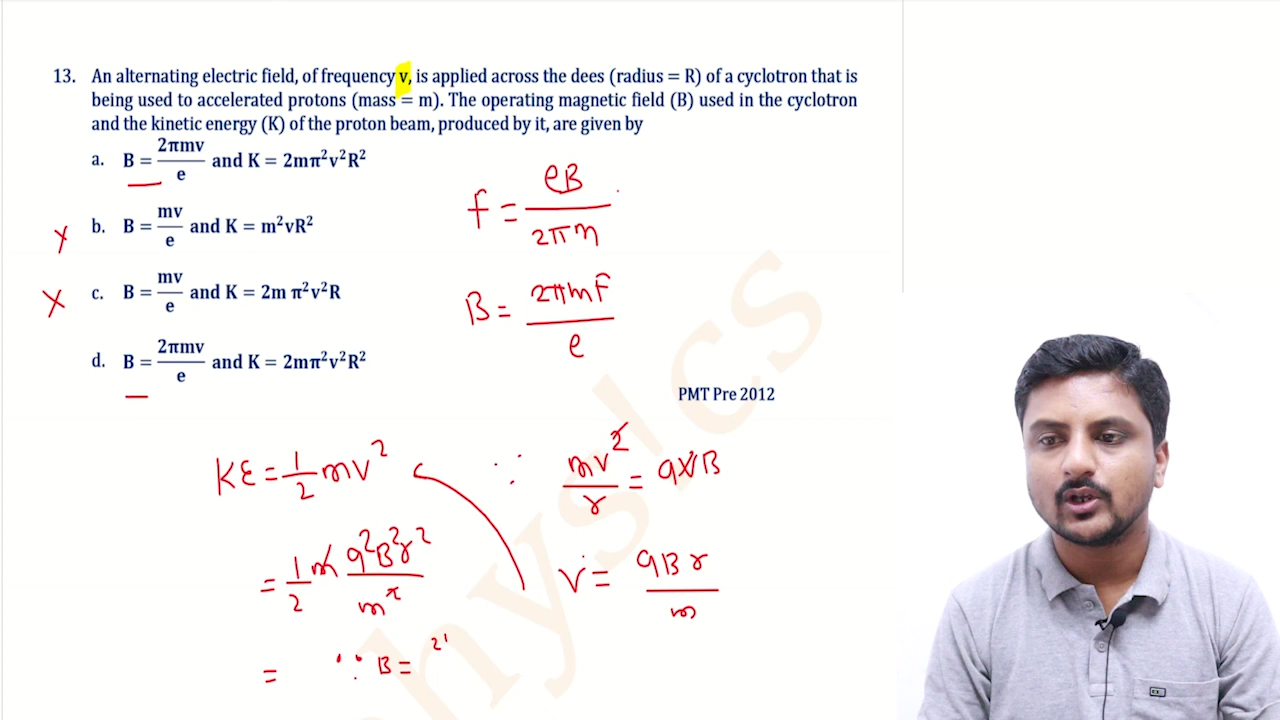 13. An alternating electric field, of frequency v, is applied across the dees (radius = R) of a cyclotron that is
being used to accelerated protons (mass = m). The operating magnetic field (B) used in the cyclotron
and the kinetic energy (K) of the proton beam, produced by it, are given by
a. B = 2πmv/e and K = 2mπ²v²R²
b. B = mv/e and K = m²vR²
c. B = mv/e and K = 2m π²v²R
d. B = 2πmv/e and K = 2mπ²v²R²
PMT Pre 2012
x
x
f = eB/2πm
B = 2πmf/e
KE = 1/2 mv²
= 1/2 m q²B²r²/m²
= ∵ B = 2
∵ mv²/r = qvB
v = qBr/m
hysics